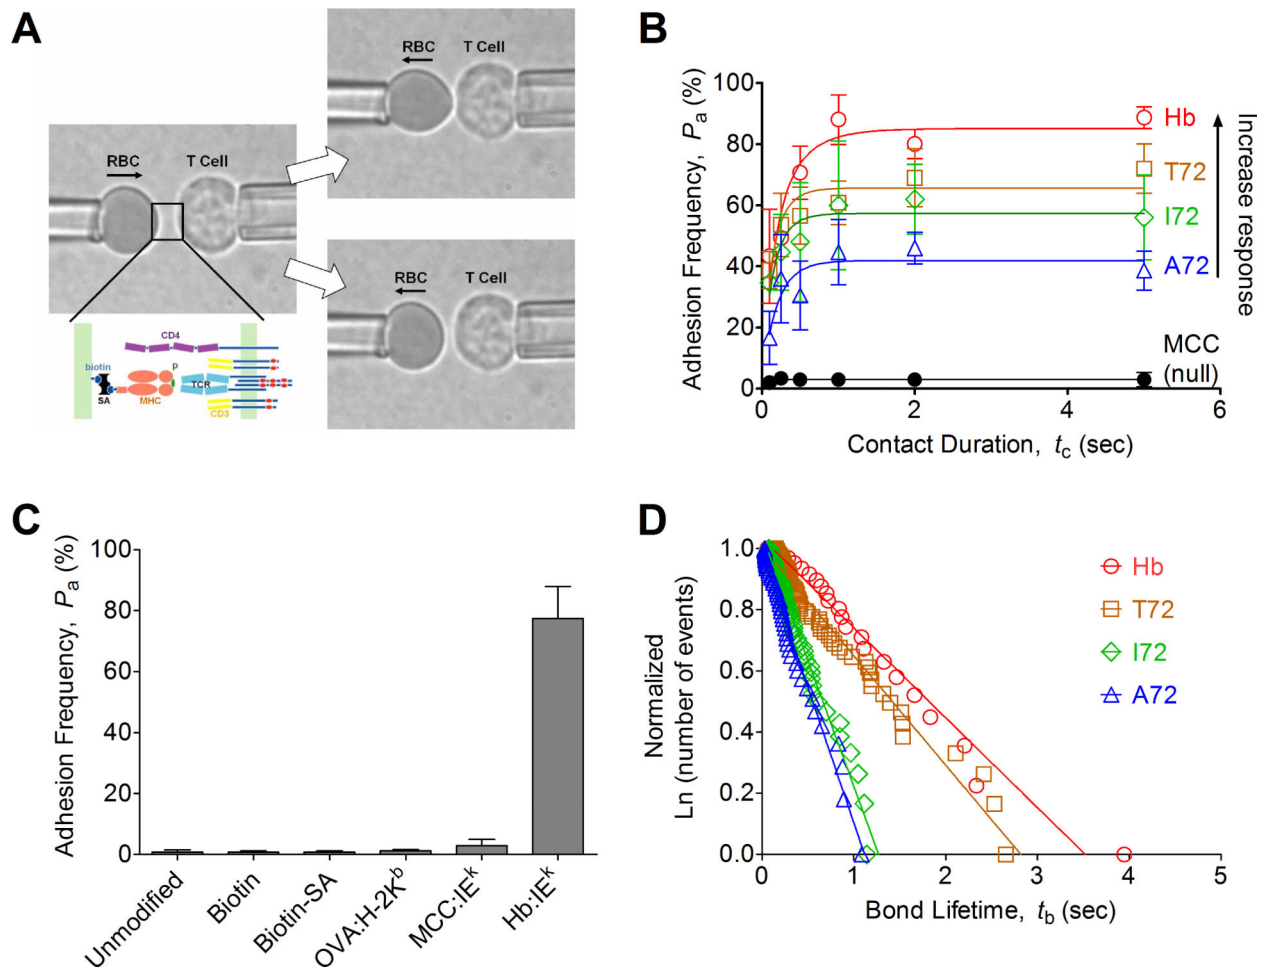 A
RBC
T Cell
RBC
T Cell
RBC
T Cell
CD4
biotin
p
TCR
SA
MHC
CD3
B
Adhesion Frequency, Pa (%)
100
80
60
40
20
0
0
2
4
6
Contact Duration, tc (sec)
Hb
T72
I72
A72
MCC
(null)
Increase response
C
Adhesion Frequency, Pa (%)
100
80
60
40
20
0
Unmodified
Biotin
Biotin-SA
OVA:H-2Kb
MCC:IEk
Hb:IEk
D
Normalized
Ln (number of events)
1.0
0.8
0.6
0.4
0.2
0.0
0
1
2
3
4
5
Bond Lifetime, tb (sec)
Hb
T72
I72
A72